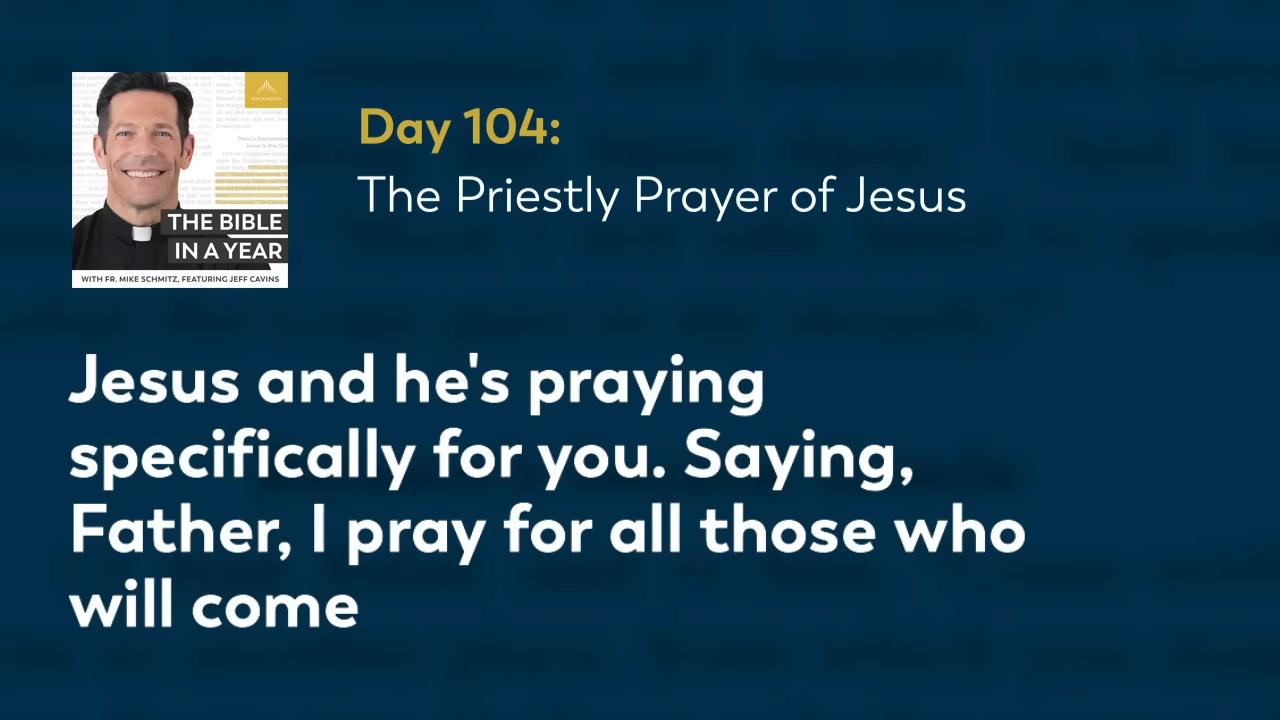 ASCENSION
THE BIBLE
IN A YEAR
WITH FR. MIKE SCHMITZ, FEATURING JEFF CAVINS
Day 104:
The Priestly Prayer of Jesus
Jesus and he's praying
specifically for you. Saying,
Father, I pray for all those who
will come